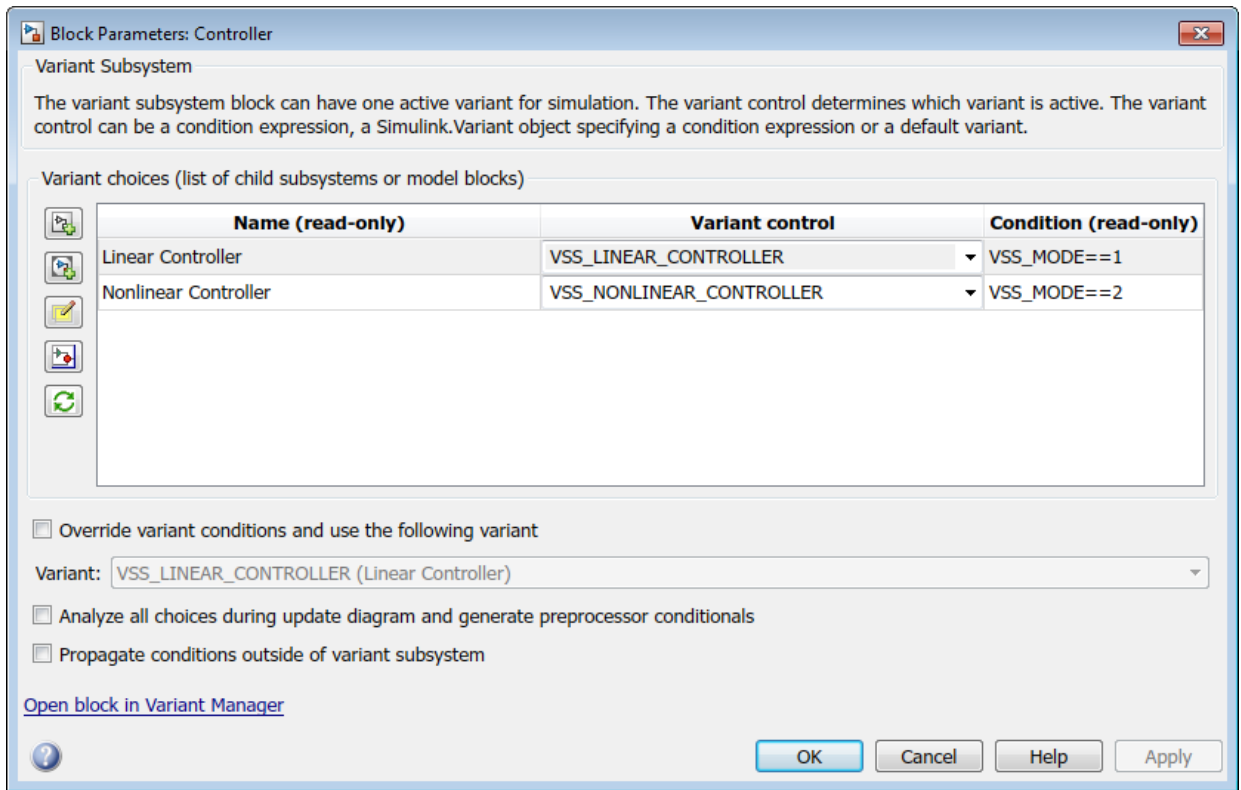 Block Parameters: Controller
Variant Subsystem
The variant subsystem block can have one active variant for simulation. The variant control determines which variant is active. The variant
control can be a condition expression, a Simulink.Variant object specifying a condition expression or a default variant.
Variant choices (list of child subsystems or model blocks)
Name (read-only) Variant control Condition (read-only)
Linear Controller VSS_LINEAR_CONTROLLER VSS_MODE==1
Nonlinear Controller VSS_NONLINEAR_CONTROLLER VSS_MODE==2
Override variant conditions and use the following variant
Variant: VSS_LINEAR_CONTROLLER (Linear Controller)
Analyze all choices during update diagram and generate preprocessor conditionals
Propagate conditions outside of variant subsystem
Open block in Variant Manager
? OK Cancel Help Apply